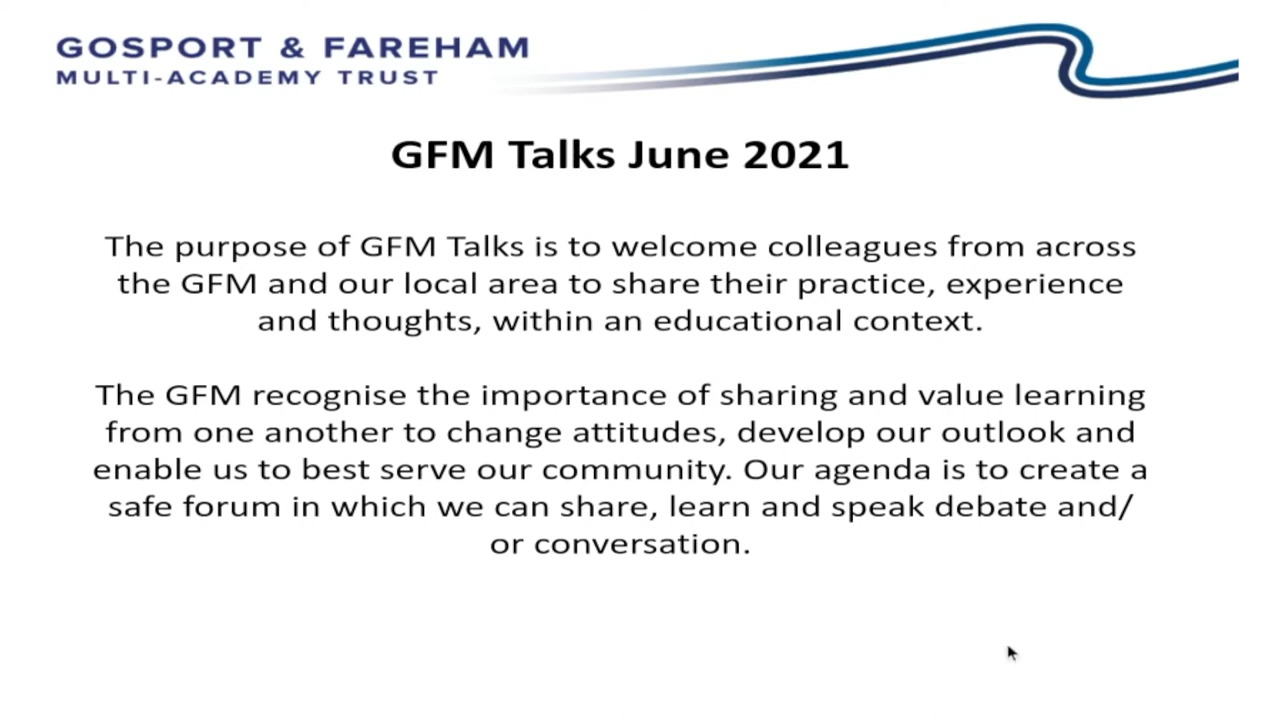 GOSPORT & FAREHAM
MULTI-ACADEMY TRUST
GFM Talks June 2021
The purpose of GFM Talks is to welcome colleagues from across
the GFM and our local area to share their practice, experience
and thoughts, within an educational context.
The GFM recognise the importance of sharing and value learning
from one another to change attitudes, develop our outlook and
enable us to best serve our community. Our agenda is to create a
safe forum in which we can share, learn and speak debate and/
or conversation.